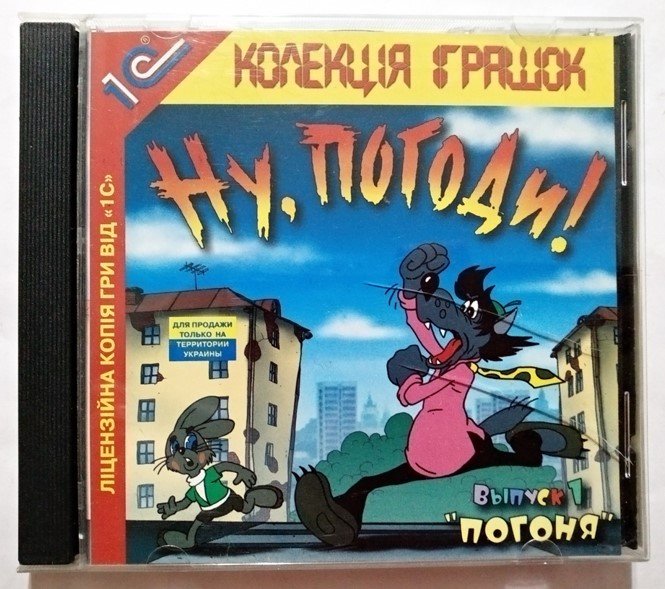 1С®
КОЛЕКЦІЯ ІГРАШОК
Ну, погоди!
ЛІЦЕНЗІЙНА КОПІЯ ГРИ ВІД «1С»
ДЛЯ ПРОДАЖИ
ТОЛЬКО НА
ТЕРРИТОРИИ
УКРАИНЫ
Выпуск 1
"ПОГОНЯ"